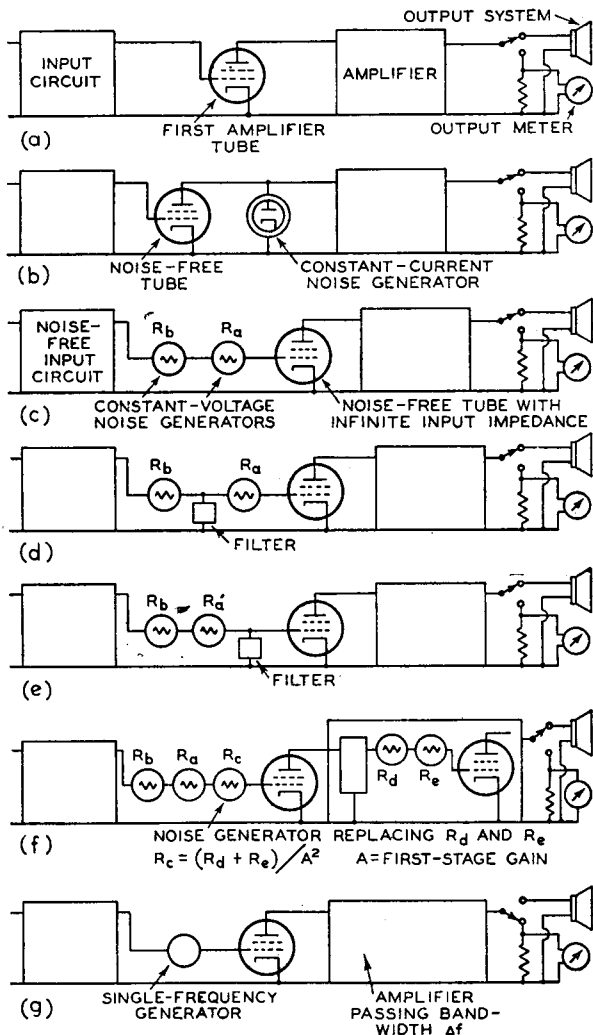 OUTPUT SYSTEM
INPUT
CIRCUIT
AMPLIFIER
FIRST AMPLIFIER
TUBE
OUTPUT METER
(a)
NOISE-FREE
TUBE
CONSTANT-CURRENT
NOISE GENERATOR
(b)
NOISE-
FREE
INPUT
CIRCUIT
Rb
Ra
CONSTANT-VOLTAGE
NOISE GENERATORS
NOISE-FREE TUBE WITH
INFINITE INPUT IMPEDANCE
(c)
Rb
Ra
FILTER
(d)
Rb
Ra'
FILTER
(e)
Rb
Ra
Rc
Rd
Re
(f)
NOISE GENERATOR REPLACING Rd AND Re
Rc = (Rd + Re) / A²
A = FIRST-STAGE GAIN
SINGLE-FREQUENCY
GENERATOR
AMPLIFIER
PASSING BAND-
WIDTH Δf
(g)